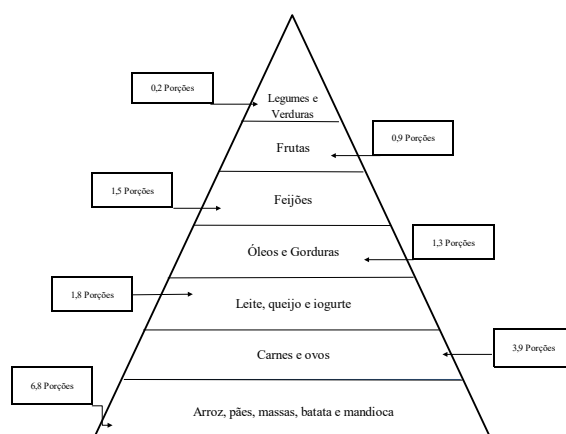 0,2 Porções
Legumes e
Verduras
0,9 Porções
Frutas
1,5 Porções
Feijões
1,3 Porções
Óleos e Gorduras
1,8 Porções
Leite, queijo e iogurte
3,9 Porções
Carnes e ovos
6,8 Porções
Arroz, pães, massas, batata e mandioca